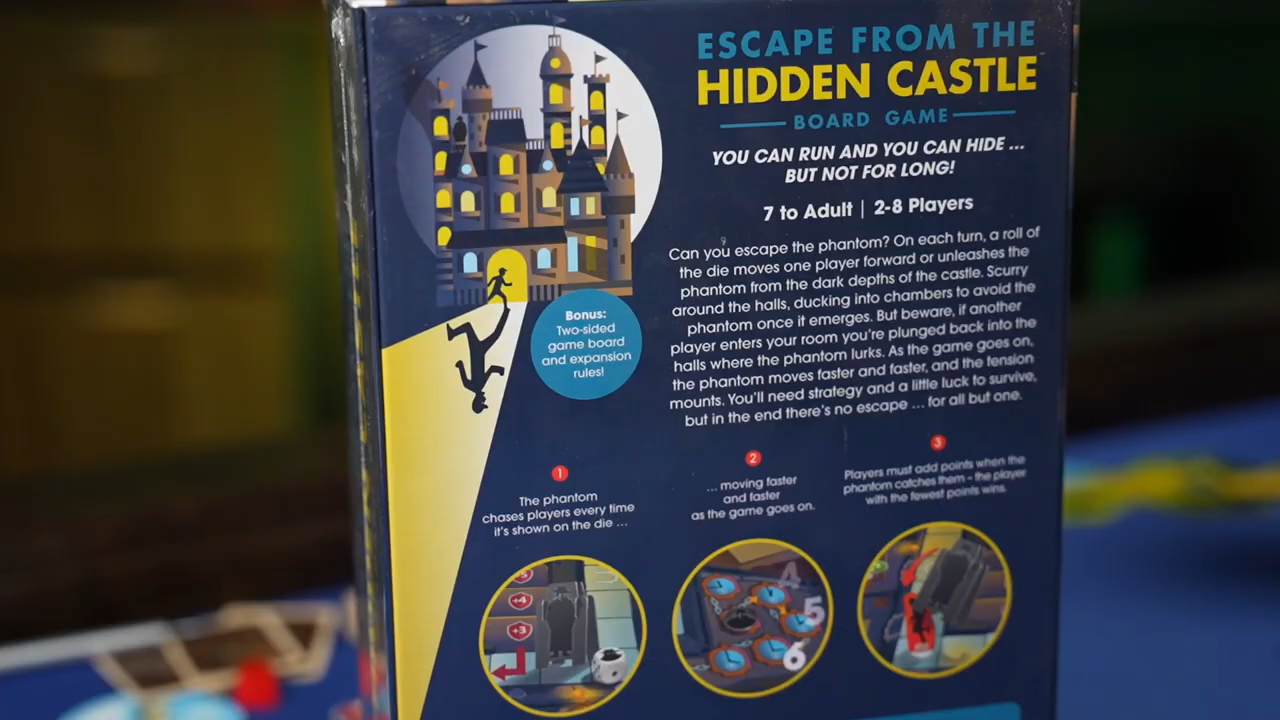 ESCAPE FROM THE
HIDDEN CASTLE
BOARD GAME
YOU CAN RUN AND YOU CAN HIDE ...
BUT NOT FOR LONG!
7 to Adult | 2-8 Players
Can you escape the phantom? On each turn, a roll of
the die moves one player forward or unleashes the
phantom from the dark depths of the castle. Scurry
around the halls, ducking into chambers to avoid the
phantom once it emerges. But beware, if another
player enters your room you're plunged back into the
halls where the phantom lurks. As the game goes on,
the phantom moves faster and faster, and the tension
mounts. You'll need strategy and a little luck to survive,
but in the end there's no escape ... for all but one.
Bonus:
Two-sided
game board
and expansion
rules!
1
The phantom
chases players every time
it's shown on the die ...
2
... moving faster
and faster
as the game goes on.
3
Players must add points when the
phantom catches them – the player
with the fewest points wins.
+4
+3
4
5
6